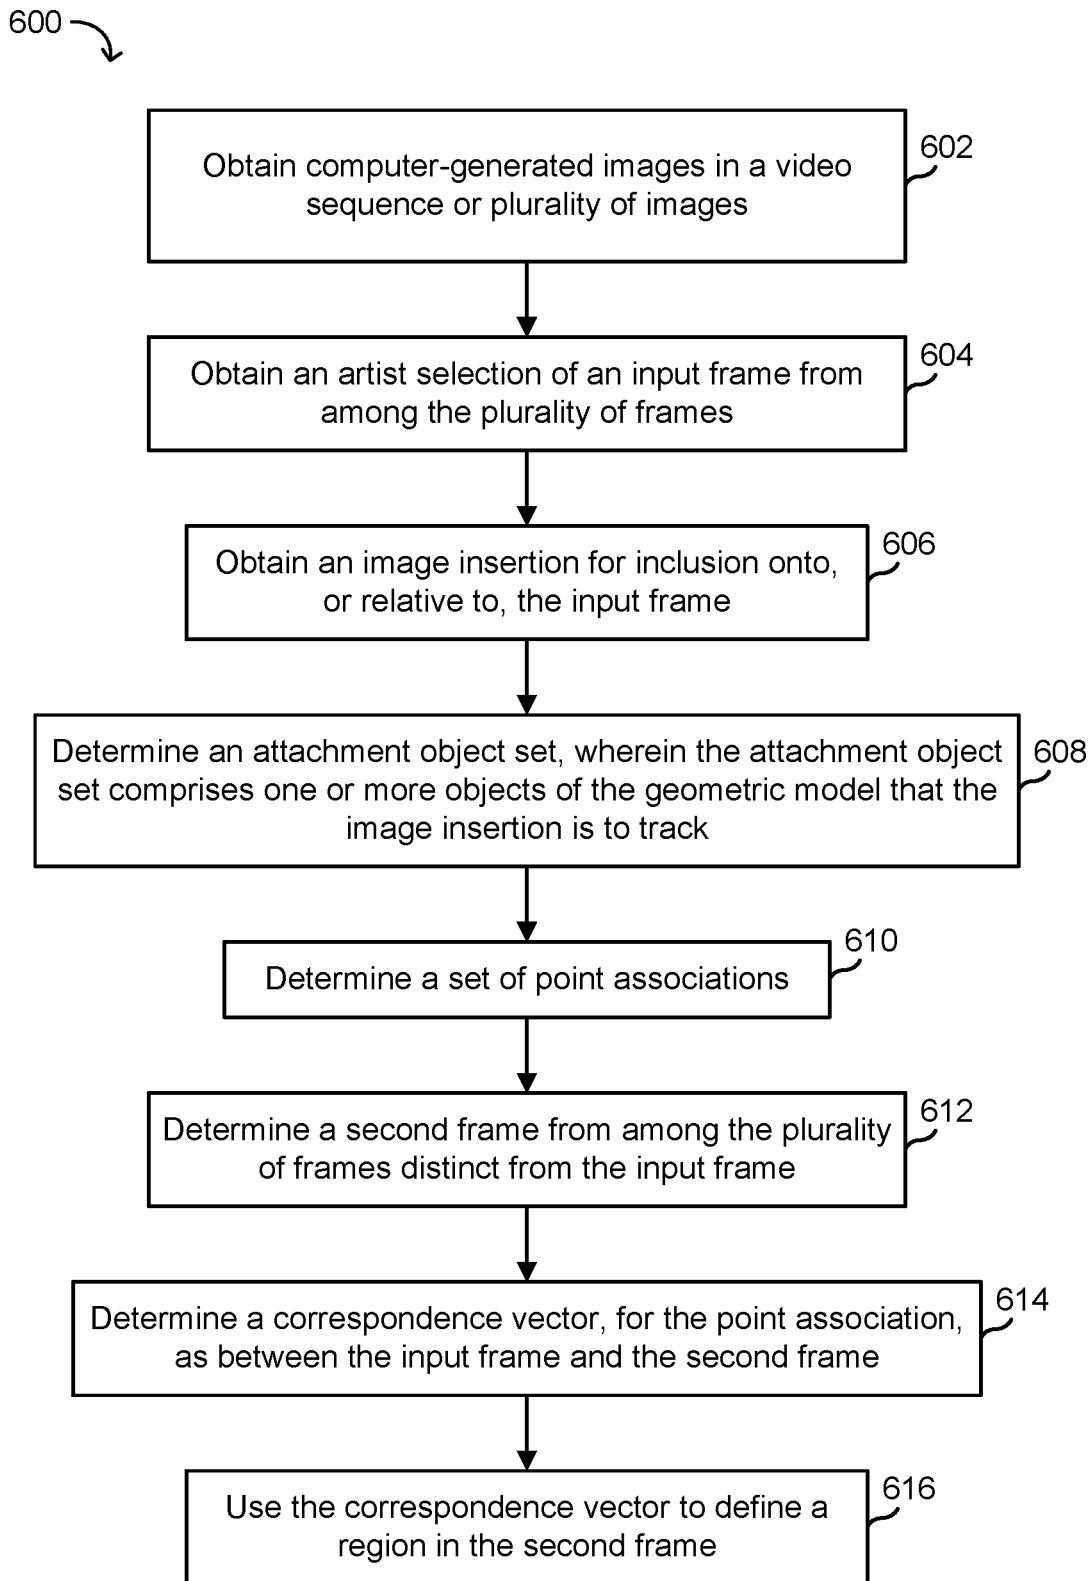 600
Obtain computer-generated images in a video
sequence or plurality of images
602
Obtain an artist selection of an input frame from
among the plurality of frames
604
Obtain an image insertion for inclusion onto,
or relative to, the input frame
606
Determine an attachment object set, wherein the attachment object
set comprises one or more objects of the geometric model that the
image insertion is to track
608
Determine a set of point associations
610
Determine a second frame from among the plurality
of frames distinct from the input frame
612
Determine a correspondence vector, for the point association,
as between the input frame and the second frame
614
Use the correspondence vector to define a
region in the second frame
616